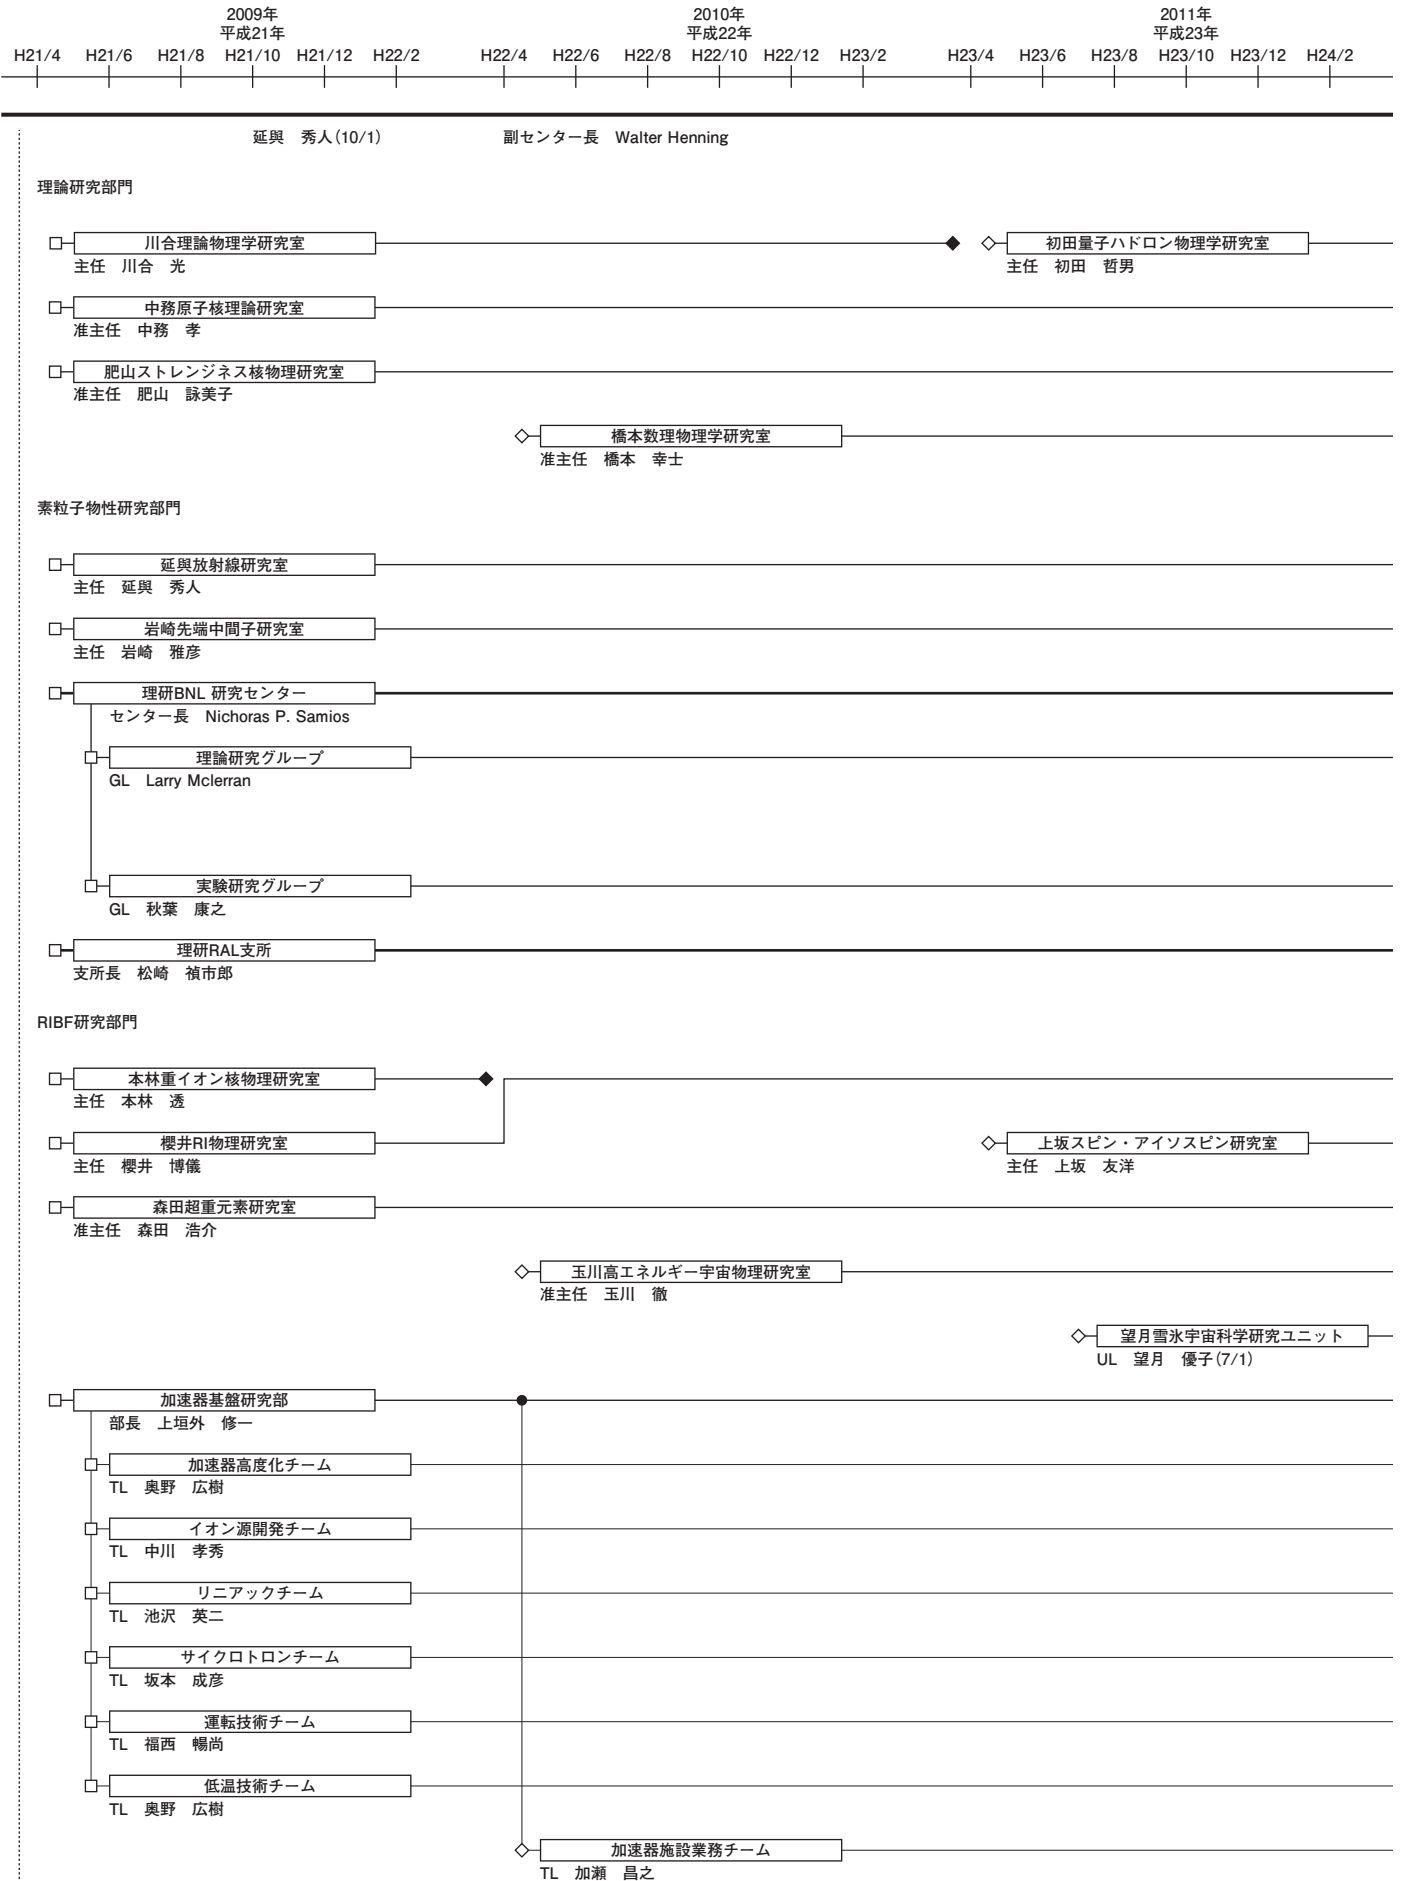 2009年 2010年 2011年
平成21年 平成22年 平成23年
H21/4 H21/6 H21/8 H21/10 H21/12 H22/2 H22/4 H22/6 H22/8 H22/10 H22/12 H23/2 H23/4 H23/6 H23/8 H23/10 H23/12 H24/2
延與　秀人(10/1) 副センター長　Walter Henning
理論研究部門
川合理論物理学研究室 初田量子ハドロン物理学研究室
主任　川合　光 主任　初田　哲男
中務原子核理論研究室
准主任　中務　孝
肥山ストレンジネス核物理研究室
准主任　肥山　詠美子
橋本数理物理学研究室
准主任　橋本　幸士
素粒子物性研究部門
延與放射線研究室
主任　延與　秀人
岩崎先端中間子研究室
主任　岩崎　雅彦
理研BNL 研究センター
センター長　Nichoras P. Samios
理論研究グループ
GL　Larry Mclerran
実験研究グループ
GL　秋葉　康之
理研RAL支所
支所長　松崎　禎市郎
RIBF研究部門
本林重イオン核物理研究室
主任　本林　透
櫻井RI物理研究室 上坂スピン・アイソスピン研究室
主任　櫻井　博儀 主任　上坂　友洋
森田超重元素研究室
准主任　森田　浩介
玉川高エネルギー宇宙物理研究室
准主任　玉川　徹
望月雪氷宇宙科学研究ユニット
UL　望月　優子(7/1)
加速器基盤研究部
部長　上垣外　修一
加速器高度化チーム
TL　奥野　広樹
イオン源開発チーム
TL　中川　孝秀
リニアックチーム
TL　池沢　英二
サイクロトロンチーム
TL　坂本　成彦
運転技術チーム
TL　福西　暢尚
低温技術チーム
TL　奥野　広樹
加速器施設業務チーム
TL　加瀬　昌之